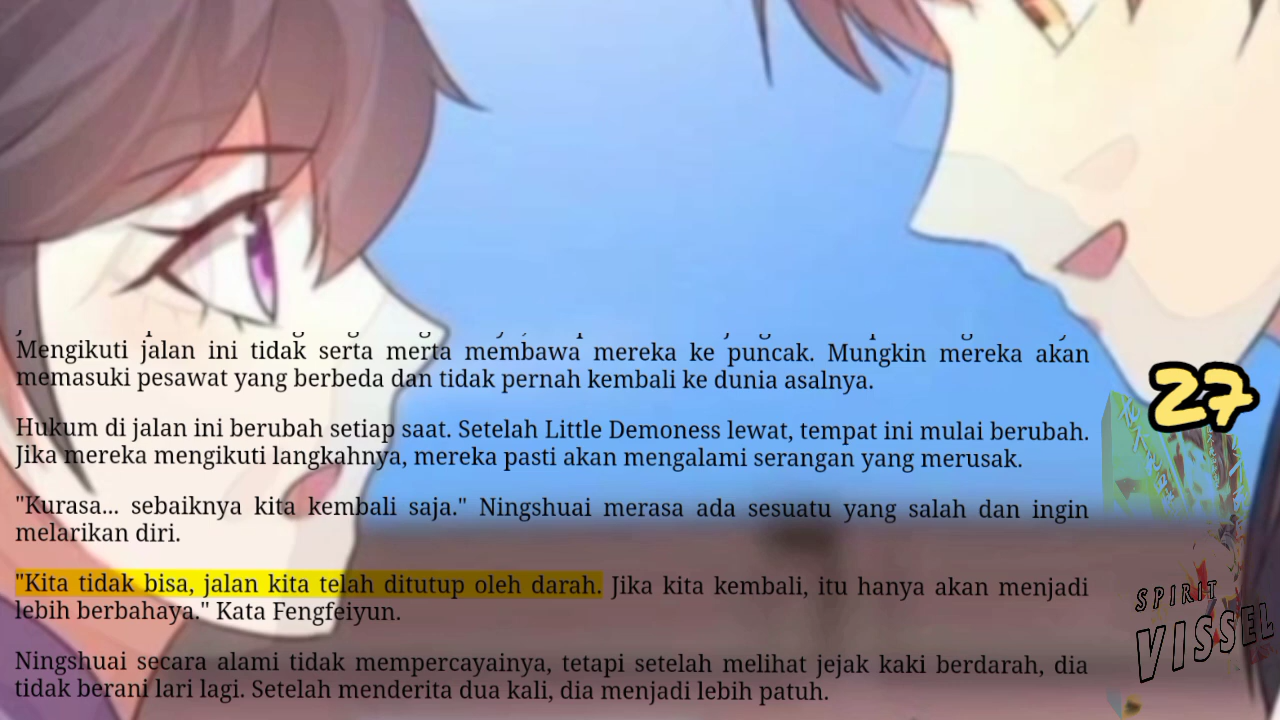 Mengikuti jalan ini tidak serta merta membawa mereka ke puncak. Mungkin mereka akan
memasuki pesawat yang berbeda dan tidak pernah kembali ke dunia asalnya.
Hukum di jalan ini berubah setiap saat. Setelah Little Demoness lewat, tempat ini mulai berubah.
Jika mereka mengikuti langkahnya, mereka pasti akan mengalami serangan yang merusak.
"Kurasa... sebaiknya kita kembali saja." Ningshuai merasa ada sesuatu yang salah dan ingin
melarikan diri.
"Kita tidak bisa, jalan kita telah ditutup oleh darah. Jika kita kembali, itu hanya akan menjadi
lebih berbahaya." Kata Fengfeiyun.
Ningshuai secara alami tidak mempercayainya, tetapi setelah melihat jejak kaki berdarah, dia
tidak berani lari lagi. Setelah menderita dua kali, dia menjadi lebih patuh.
27
SPIRIT
VISSEL